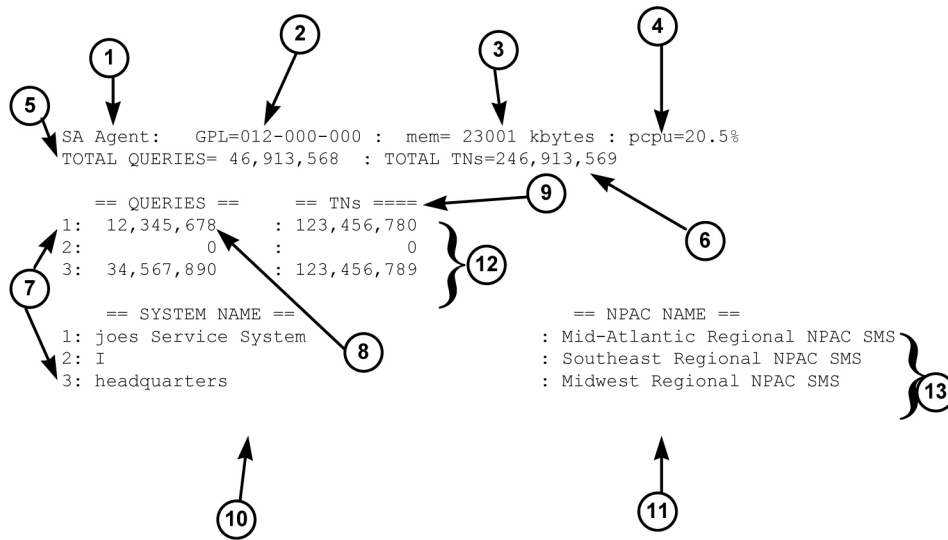 2
4
1
3
5
SA Agent: GPL=012-000-000 : mem= 23001 kbytes : pcpu=20.5%
TOTAL QUERIES= 46,913,568 : TOTAL TNs=246,913,569
9
== QUERIES == == TNs ====
1: 12,345,678 : 123,456,780
6
2: 0 : 0
12
3: 34,567,890 : 123,456,789
7
== SYSTEM NAME == == NPAC NAME ==
1: joes Service System : Mid-Atlantic Regional NPAC SMS
8
2: I : Southeast Regional NPAC SMS
3: headquarters : Midwest Regional NPAC SMS
13
10
11